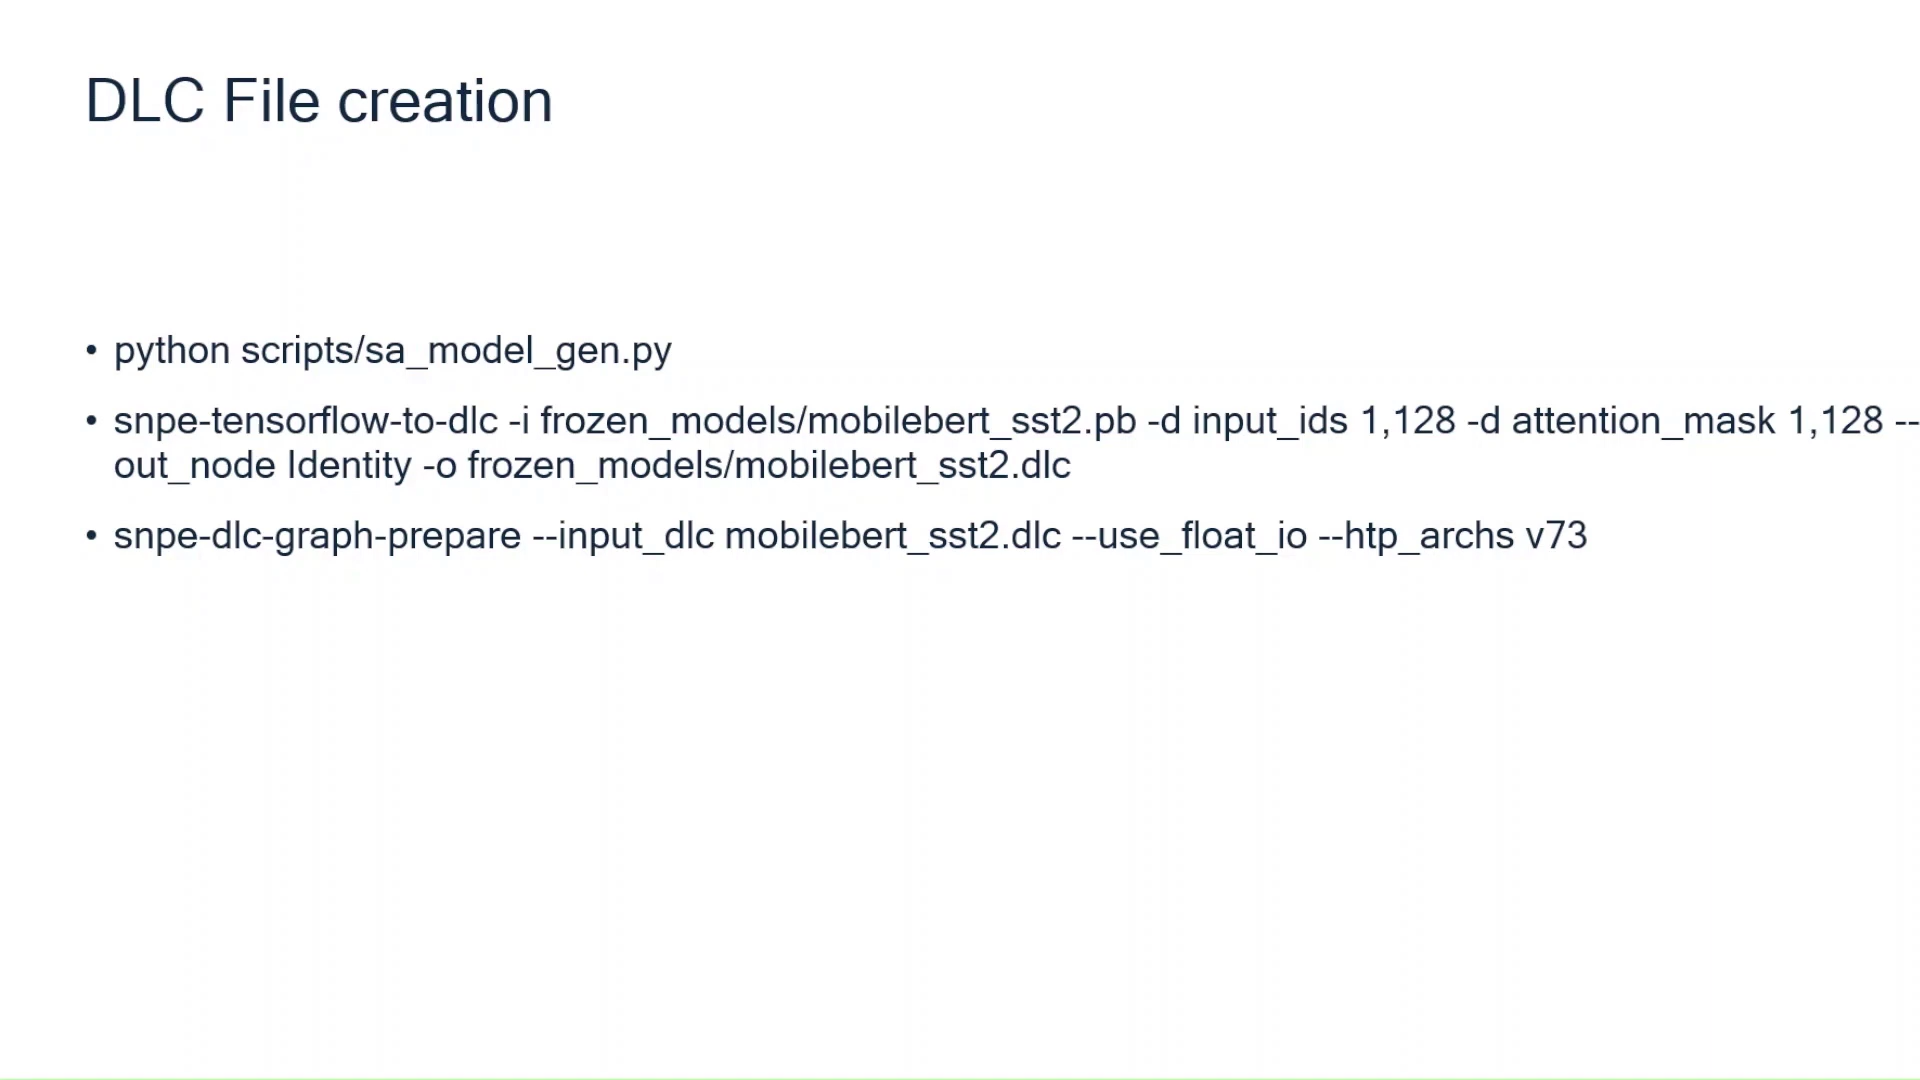 DLC File creation
• python scripts/sa_model_gen.py
• snpe-tensorflow-to-dlc -i frozen_models/mobilebert_sst2.pb -d input_ids 1,128 -d attention_mask 1,128 --
out_node Identity -o frozen_models/mobilebert_sst2.dlc
• snpe-dlc-graph-prepare --input_dlc mobilebert_sst2.dlc --use_float_io --htp_archs v73